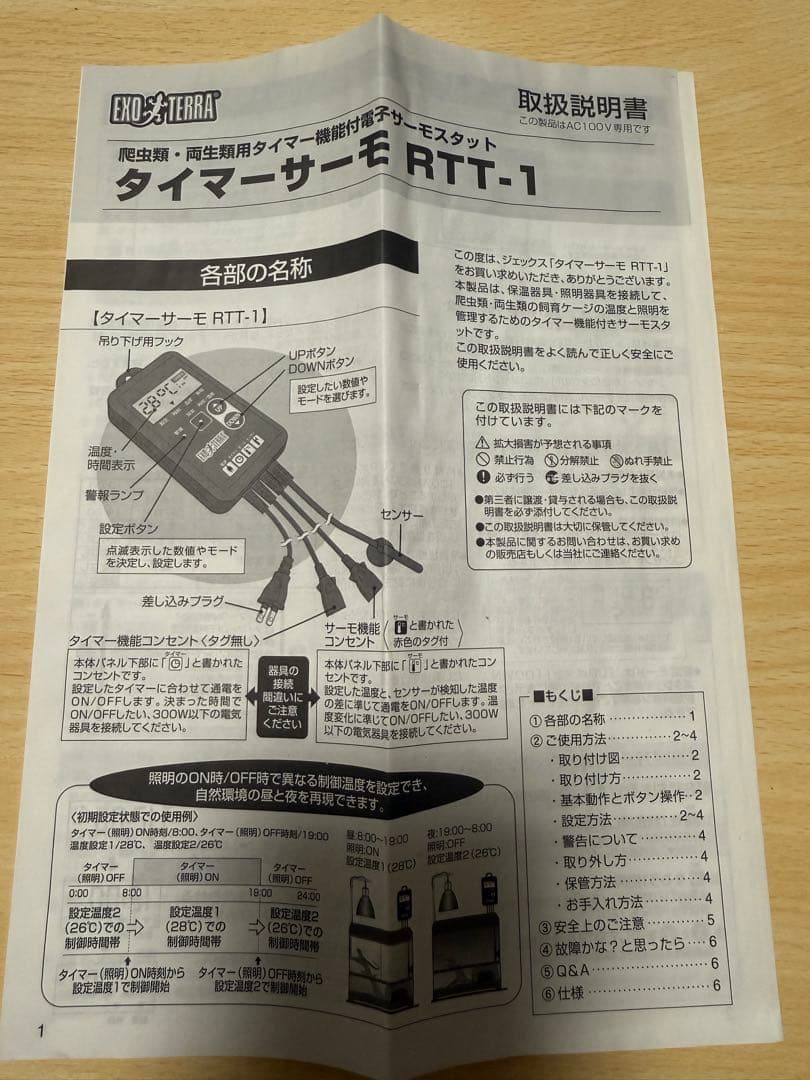 EXO TERRA
取扱説明書
この製品はAC100V専用です
爬虫類・両生類用タイマー機能付電子サーモスタット
タイマーサーモ RTT-1
各部の名称
【タイマーサーモ RTT-1】
吊り下げ用フック
UPボタン
DOWNボタン
設定したい数値や
モードを選びます。
28℃
UP
DOWN
EXO TERRA
温度・
時間表示
警報ランプ
設定ボタン
点滅表示した数値やモード
を決定し、設定します。
センサー
差し込みプラグ
タイマー機能コンセント〈タグ無し〉
サーモ機能
コンセント
サーモ
と書かれた
赤色のタグ付
タイマー
本体パネル下部に「 」と書かれた
コンセントです。
設定したタイマーに合わせて通電を
ON/OFFします。決まった時間で
ON/OFFしたい、300W以下の電気
器具を接続してください。
器具の
接続
間違いに
ご注意
ください
サーモ
本体パネル下部に「 」と書かれたコン
セントです。
設定した温度と、センサーが検知した温度
の差に準じて通電をON/OFFします。温
度変化に準じてON/OFFしたい、300W
以下の電気器具を接続してください。
照明のON時/OFF時で異なる制御温度を設定でき、
自然環境の昼と夜を再現できます。
〈初期設定状態での使用例〉
タイマー(照明)ON時刻/8:00、タイマー(照明)OFF時刻/19:00
温度設定1/28℃、温度設定2/26℃
タイマー
(照明)OFF
タイマー
(照明)ON
タイマー
(照明)OFF
0:00 8:00 19:00 24:00
設定温度2
(26℃)での
制御時間帯
設定温度1
(28℃)での
制御時間帯
設定温度2
(26℃)での
制御時間帯
タイマー(照明)ON時刻から
設定温度1で制御開始
タイマー(照明)OFF時刻から
設定温度2で制御開始
昼:8:00~19:00
照明:ON
設定温度1(28℃)
夜:19:00~8:00
照明:OFF
設定温度2(26℃)
この度は、ジェックス「タイマーサーモ RTT-1」
をお買い求めいただき、ありがとうございます。
本製品は、保温器具・照明器具を接続して、
爬虫類・両生類の飼育ケージの温度と照明を
管理するためのタイマー機能付きサーモスタ
ットです。
この取扱説明書をよく読んで正しく安全にご
使用ください。
この取扱説明書には下記のマークを
付けています。
拡大損害が予想される事項
禁止行為 分解禁止 ぬれ手禁止
必ず行う 差し込みプラグを抜く
●第三者に譲渡・貸与される場合も、この取扱説
明書を必ず添付してください。
●この取扱説明書は大切に保管してください。
●本製品に関するお問い合わせは、お買い求め
の販売店もしくは当社にご連絡ください。
■もくじ■
①各部の名称……………1
②ご使用方法…………2~4
・取り付け図……………2
・取り付け方……………2
・基本動作とボタン操作‥2
・設定方法…………2~4
・警告について…………4
・取り外し方……………4
・保管方法………………4
・お手入れ方法…………4
③安全上のご注意………5
④故障かな?と思ったら…6
⑤Q&A……………………6
⑥仕様……………………6
1